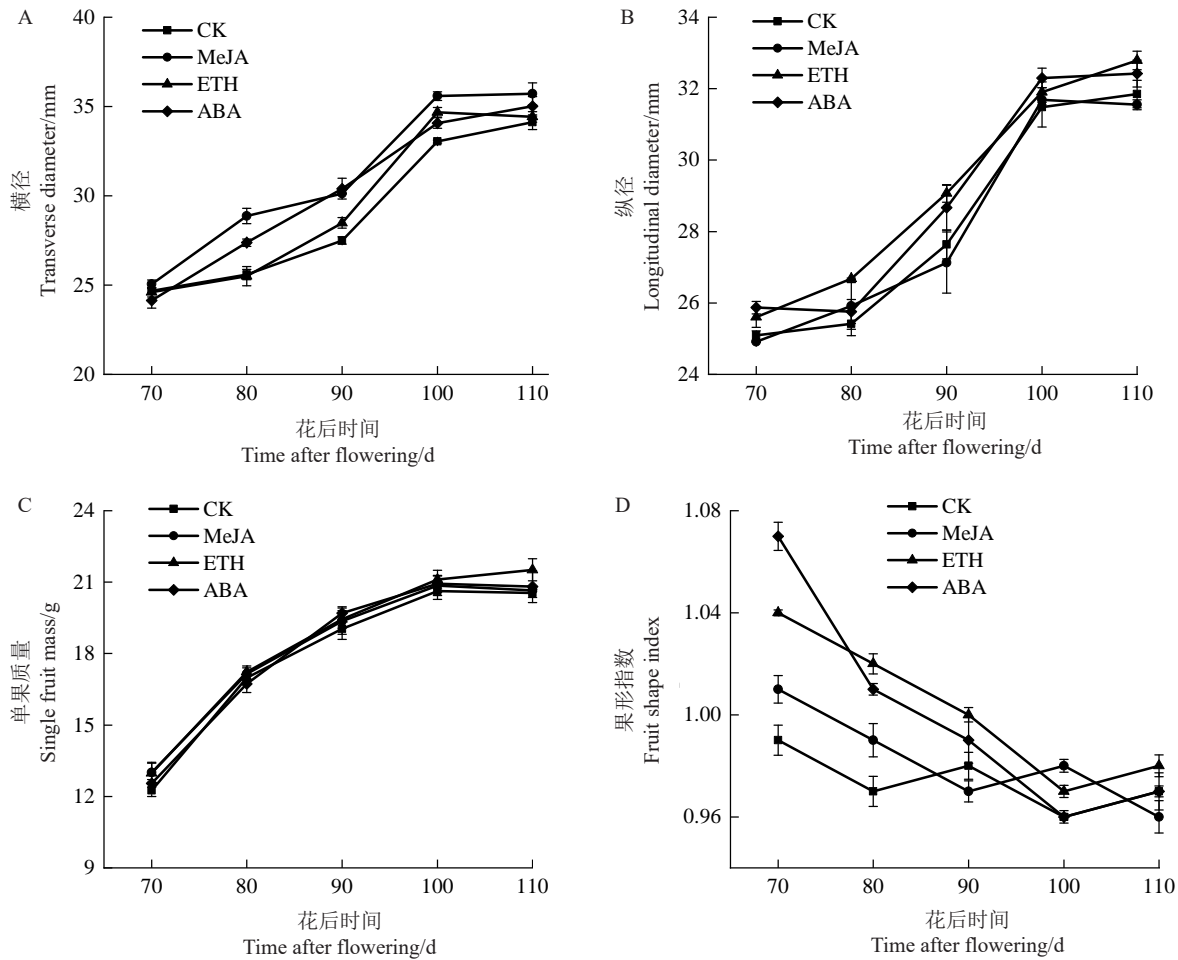 A
40
35
30
25
20
CK
MeJA
ETH
ABA
横径
Transverse diameter/mm
70 80 90 100 110
花后时间
Time after flowering/d
B
34
32
30
28
26
24
CK
MeJA
ETH
ABA
纵径
Longitudinal diameter/mm
70 80 90 100 110
花后时间
Time after flowering/d
C
24
21
18
15
12
9
CK
MeJA
ETH
ABA
单果质量
Single fruit mass/g
70 80 90 100 110
花后时间
Time after flowering/d
D
1.08
1.04
1.00
0.96
CK
MeJA
ETH
ABA
果形指数
Fruit shape index
70 80 90 100 110
花后时间
Time after flowering/d